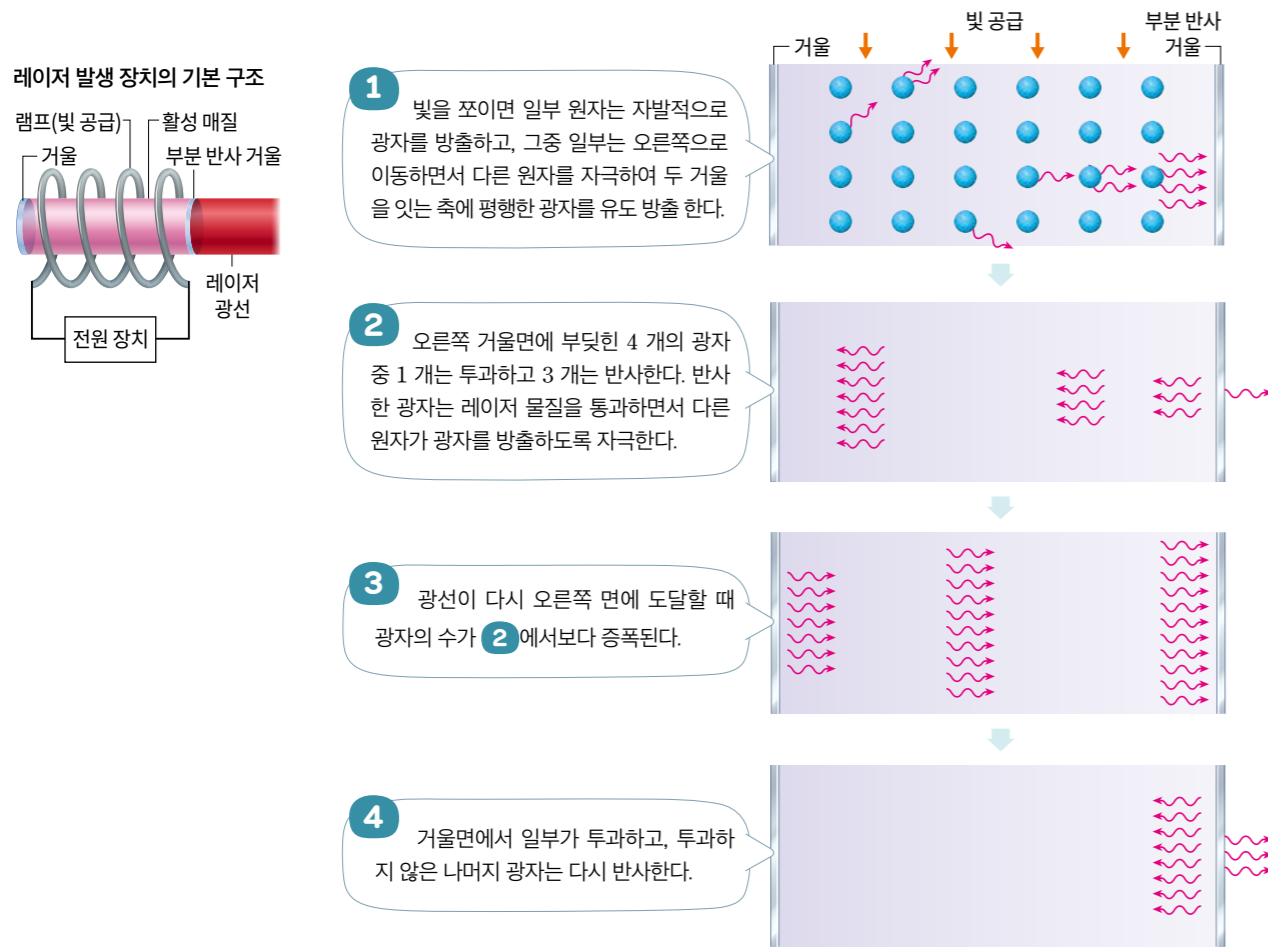 레이저 발생 장치의 기본 구조
램프(빛 공급)
활성 매질
거울
부분 반사 거울
레이저
광선
전원 장치
1
빛을 쪼이면 일부 원자는 자발적으로
광자를 방출하고, 그중 일부는 오른쪽으로
이동하면서 다른 원자를 자극하여 두 거울
을 잇는 축에 평행한 광자를 유도 방출 한다.
빛 공급
거울
부분 반사
거울
2
오른쪽 거울면에 부딪힌 4 개의 광자
중 1 개는 투과하고 3 개는 반사한다. 반사
한 광자는 레이저 물질을 통과하면서 다른
원자가 광자를 방출하도록 자극한다.
3
광선이 다시 오른쪽 면에 도달할 때
광자의 수가 2 에서보다 증폭된다.
4
거울면에서 일부가 투과하고, 투과하
지 않은 나머지 광자는 다시 반사한다.